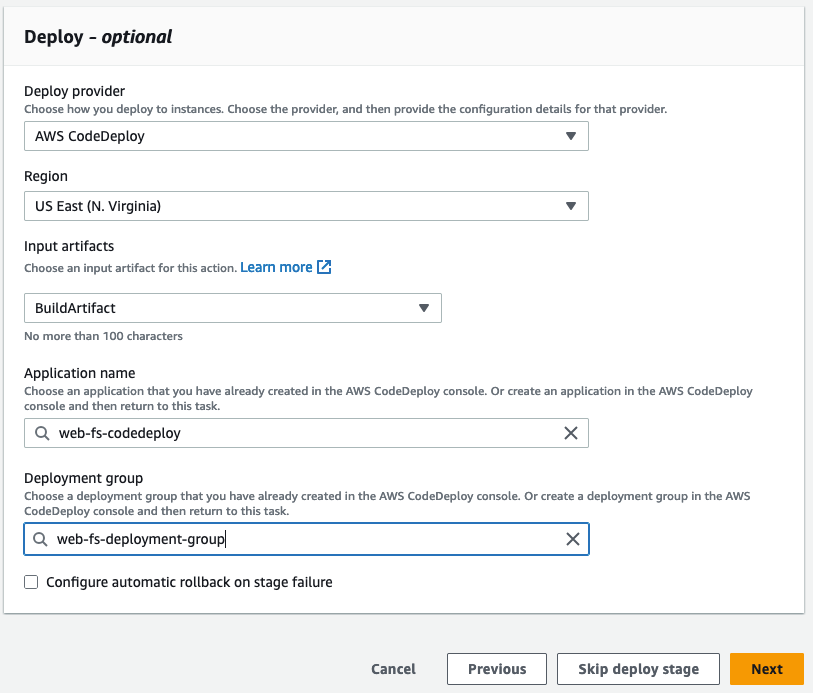 Deploy - optional
Deploy provider
Choose how you deploy to instances. Choose the provider, and then provide the configuration details for that provider.
AWS CodeDeploy
Region
US East (N. Virginia)
Input artifacts
Choose an input artifact for this action. Learn more
BuildArtifact
No more than 100 characters
Application name
Choose an application that you have already created in the AWS CodeDeploy console. Or create an application in the AWS CodeDeploy
console and then return to this task.
web-fs-codedeploy
Deployment group
Choose a deployment group that you have already created in the AWS CodeDeploy console. Or create a deployment group in the AWS
CodeDeploy console and then return to this task.
web-fs-deployment-group
Configure automatic rollback on stage failure
Cancel Previous Skip deploy stage Next